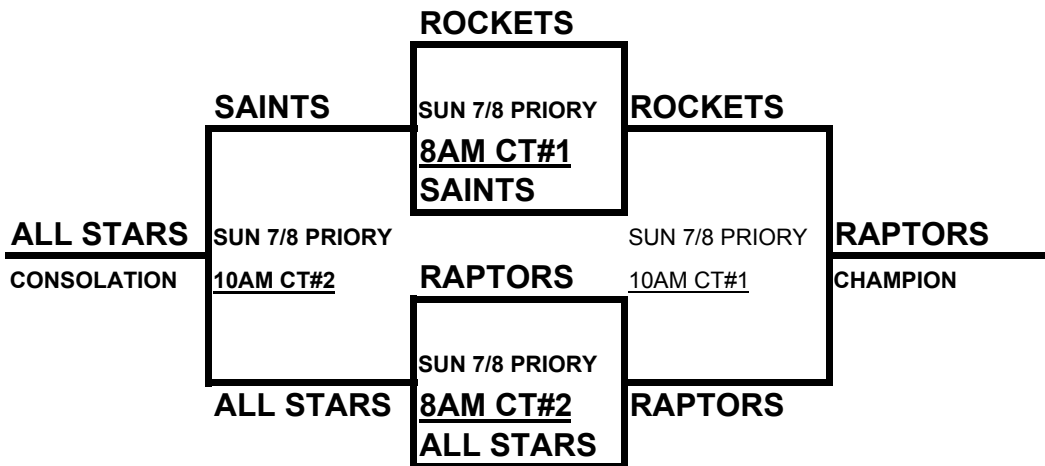 ROCKETS
SAINTS
SUN 7/8 PRIORY
ROCKETS
8AM CT#1
SAINTS
ALL STARS
SUN 7/8 PRIORY
SUN 7/8 PRIORY
RAPTORS
CONSOLATION
10AM CT#2
RAPTORS
10AM CT#1
CHAMPION
SUN 7/8 PRIORY
ALL STARS
8AM CT#2
RAPTORS
ALL STARS